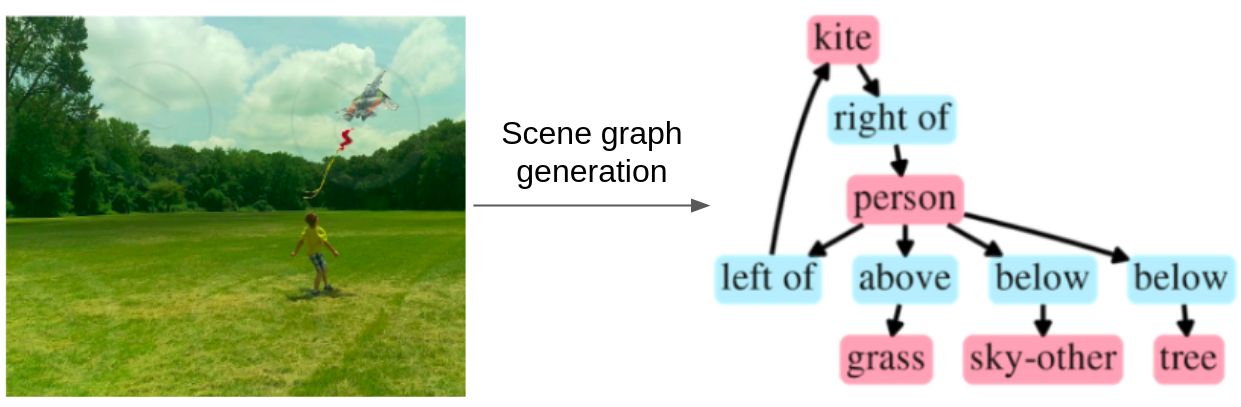 Scene graph
generation
kite
right of
person
left of
above
below
below
grass
sky-other
tree